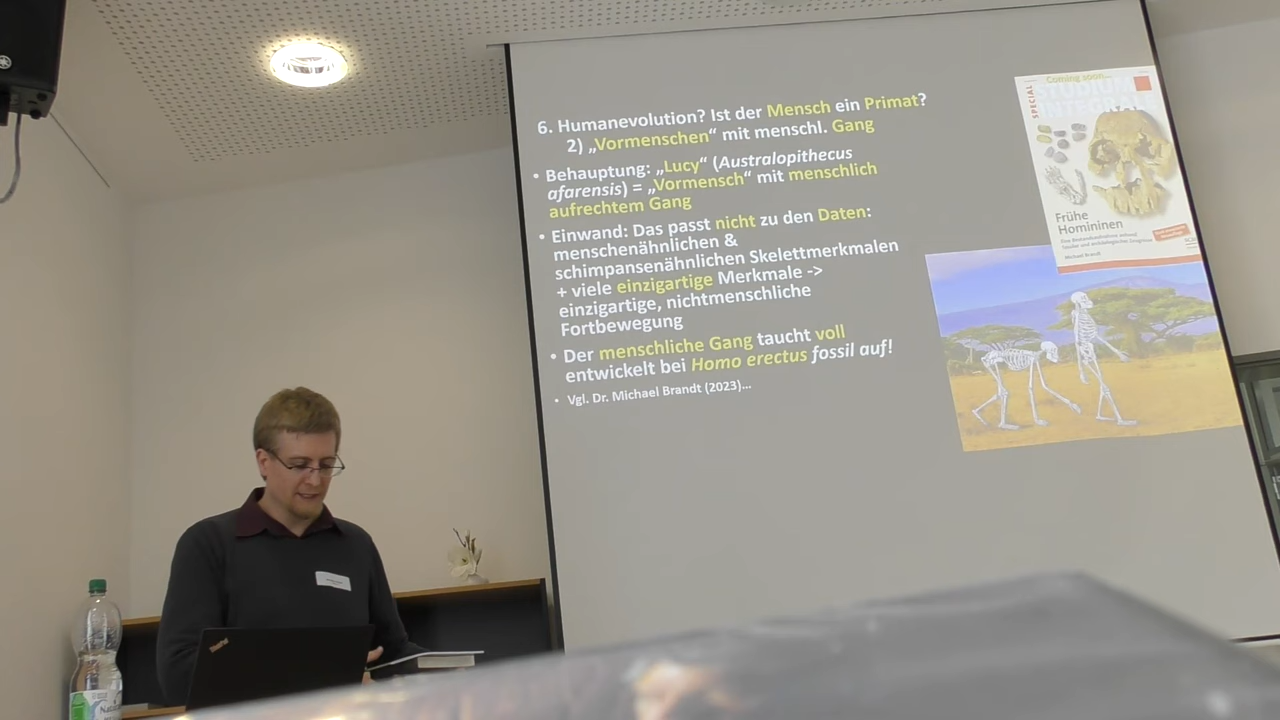 6. Humanevolution? Ist der Mensch ein Primat?
2) „Vormenschen“ mit menschl. Gang
• Behauptung: „Lucy“ (Australopithecus
afarensis) = „Vormensch“ mit menschlich
aufrechtem Gang
• Einwand: Das passt nicht zu den Daten:
menschenähnlichen &
schimpansenähnlichen Skelettmerkmalen
+ viele einzigartige Merkmale ->
einzigartige, nichtmenschliche
Fortbewegung
• Der menschliche Gang taucht voll
entwickelt bei Homo erectus fossil auf!
• Vgl. Dr. Michael Brandt (2023)…
Coming soon...
SPECIAL
STUDIUM
INTEGRALE
Frühe
Homininen
Michael Brandt
ThinkPad